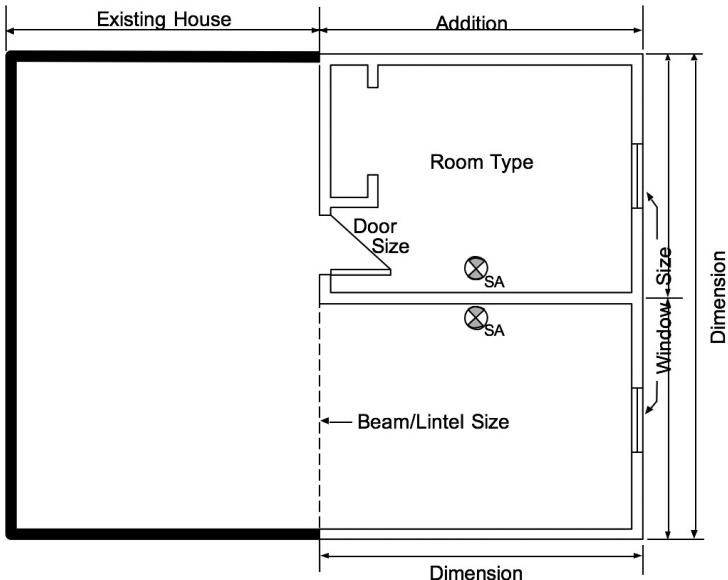 Existing House
Addition
Room Type
Door
Size
SA
SA
Window Size
Dimension
Beam/Lintel Size
Dimension